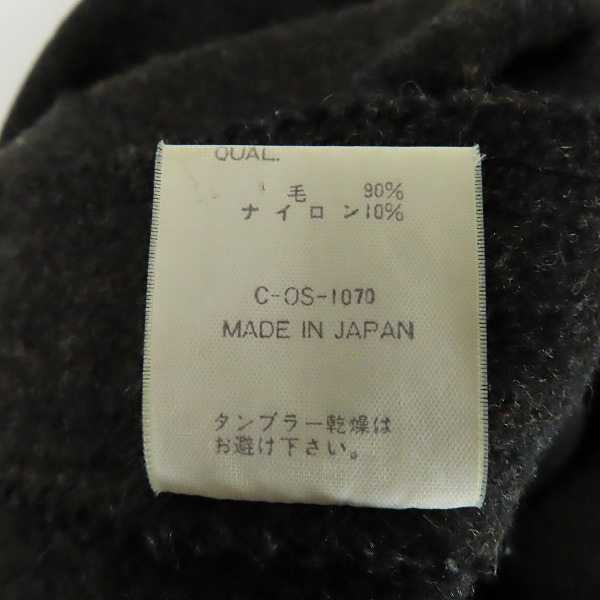 QUAL.
毛 90%
ナイロン10%
C-OS-1070
MADE IN JAPAN
タンブラー乾燥は
お避け下さい。